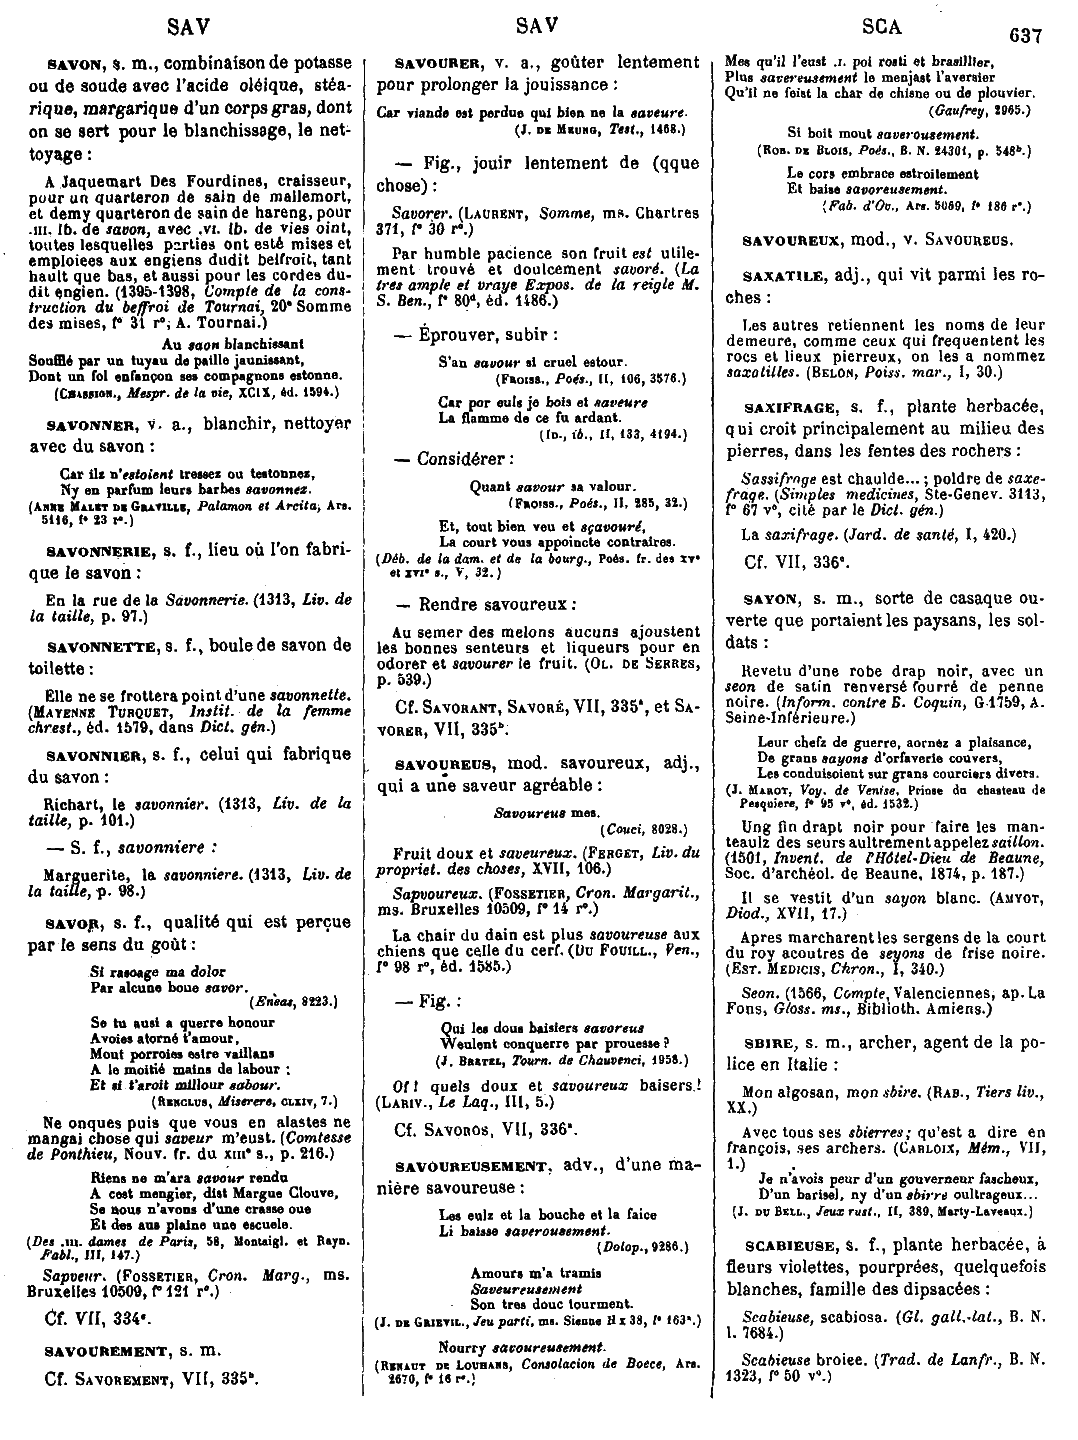 SAV
SAV
SCA
637
SAVON, s. m., combinaison de potasse
ou de soude avec l'acide oléique, stéa-
rique, margarique d'un corps gras, dont
on se sert pour le blanchissage, le net-
toyage :
A Jaquemart Des Fourdines, craisseur,
pour un quarteron de sain de mallemort,
et demy quarteron de sain de hareng, pour
.III. lb. de savon, avec .VI. lb. de vies oint,
toutes lesquelles parties ont esté mises et
emploiees aux engiens dudit belfroit, tant
hault que bas, et aussi pour les cordes du-
dit engien. (1395-1398, Compte de la cons-
truction du beffroi de Tournai, 20e Somme
des mises, f° 31 r°; A. Tournai.)
Au saon blanchissant
Soufflé par un tuyau de paille jaunissant,
Dont un fol enfançon ses compagnons estonne.
(CHASSIGN., Mespr. de la vie, XCIX, éd. 1594.)
SAVONNER, v. a., blanchir, nettoyer
avec du savon :
Car ilz n'estoient tressez ou testonnez,
Ny en parfum leurs barbes savonnez.
(ANNE MALET DE GRAVILLE, Palamon et Arcita, Ars.
5116, f° 23 r°.)
SAVONNERIE, s. f., lieu où l'on fabri-
que le savon :
En la rue de la Savonnerie. (1313, Liv. de
la taille, p. 97.)
SAVONNETTE, s. f., boule de savon de
toilette :
Elle ne se frottera point d'une savonnette.
(MAYENNE TURQUET, Instit. de la femme
chrest., éd. 1579, dans Dict. gén.)
SAVONNIER, s. f., celui qui fabrique
du savon :
Richart, le savonnier. (1313, Liv. de la
taille, p. 101.)
— S. f., savonniere :
Marguerite, la savonniere. (1313, Liv. de
la taille, p. 98.)
SAVOR, s. f., qualité qui est perçue
par le sens du goût :
Si rasoage ma dolor
Par alcune boue savor.
(Eneas, 8223.)
Se tu ausi a querre honour
Avoies atorné t'amour,
Mout porroies estre vaillans
A le moitié mains de labour :
Et si t'aroit millour sabour.
(RENCLUS, Miserere, CLXIV, 7.)
Ne onques puis que vous en alastes ne
mangai chose qui saveur m'eust. (Comtesse
de Ponthieu, Nouv. fr. du XIIIe s., p. 216.)
Riens ne m'ara savour rendu
A cest mengier, dist Margue Clouve,
Se nous n'avons d'une crasse oue
Et des aus plaine une escuele.
(Des .III. dames de Paris, 58, Montaigl. et Rayn.
Fabl., III, 147.)
Sapveur. (FOSSETIER, Cron. Marg., ms.
Bruxelles 10509, f° 121 r°.)
Cf. VII, 334c.
SAVOUREMENT, s. m.
Cf. SAVOREMENT, VII, 335b.
SAVOURER, v. a., goûter lentement
pour prolonger la jouissance :
Car viande est perdue qui bien ne la saveure.
(J. DE MEUNG, Test., 1468.)
— Fig., jouir lentement de (qque
chose) :
Savorer. (LAURENT, Somme, ms. Chartres
371, f° 30 r°.)
Par humble pacience son fruit est utile-
ment trouvé et doulcement savoré. (La
tres ample et vraye Expos. de la reigle M.
S. Ben., f° 80d, éd. 1486.)
— Éprouver, subir :
S'an savour si cruel estour.
(FROISS., Poés., II, 106, 3576.)
Car por euls je bois et saveure
La flamme de ce fu ardant.
(ID., ib., II, 133, 4194.)
— Considérer :
Quant savour sa valour.
(FROISS., Poés., II, 285, 32.)
Et, tout bien veu et sçavouré,
La court vous appoincte contraires.
(Déb. de la dam. et de la bourg., Poés. fr. des XVe
et XVIe s., V, 32.)
— Rendre savoureux :
Au semer des melons aucuns ajoustent
les bonnes senteurs et liqueurs pour en
odorer et savourer le fruit. (OL. DE SERRES,
p. 539.)
Cf. SAVORANT, SAVORÉ, VII, 335a, et SA-
VORER, VII, 335b.
SAVOUREUS, mod. savoureux, adj.,
qui a une saveur agréable :
Savoureus mes.
(Couci, 8028.)
Fruit doux et saveureux. (FERGET, Liv. du
propriet. des choses, XVII, 106.)
Sapvoureux. (FOSSETIER, Cron. Margarit.,
ms. Bruxelles 10509, f° 14 r°.)
La chair du dain est plus savoureuse aux
chiens que celle du cerf. (DU FOUILL., Ven.,
f° 98 r°, éd. 1585.)
— Fig. :
Qui les dous baisiers savoreus
Weulent conquerre par prouesse ?
(J. BRETEL, Tourn. de Chauvenci, 1958.)
Of ! quels doux et savoureux baisers !
(LARIV., Le Laq., III, 5.)
Cf. SAVOROS, VII, 336a.
SAVOUREUSEMENT, adv., d'une ma-
nière savoureuse :
Les eulz et la bouche et la faice
Li baisse saverousement.
(Dolop., 9286.)
Amours m'a tramis
Saveureusement
Son tres douc tourment.
(J. DE GRIEVIL., Jeu parti, ms. Sienne H x 38, f° 163a.)
Nourry savoureusement.
(RENAUT DE LOUHANS, Consolacion de Boece, Ars.
2670, f° 16 r°.)
Mes qu'il l'eust .I. poi rosti et brasillier,
Plus savereusement le menjast l'aversier
Qu'il ne feist la char de chisne ou de plouvier.
(Gaufrey, 2965.)
Si boit mout saverousement.
(ROB. DE BLOIS, Poés., B. N. 24301, p. 548b.)
Le cors embrace estroilement
Et baise savoreusement.
(Fab. d'Ov., Ars. 5069, f° 186 r°.)
SAVOUREUX, mod., v. SAVOUREUS.
SAXATILE, adj., qui vit parmi les ro-
ches :
Les autres retiennent les noms de leur
demeure, comme ceux qui frequentent les
rocs et lieux pierreux, on les a nommez
saxatilles. (BELON, Poiss. mar., I, 30.)
SAXIFRAGE, s. f., plante herbacée,
qui croit principalement au milieu des
pierres, dans les fentes des rochers :
Sassifrage est chaulde... ; poldre de saxe-
frage. (Simples medicines, Ste-Genev. 3113,
f° 67 v°, cité par le Dict. gén.)
La saxifrage. (Jard. de santé, I, 420.)
Cf. VII, 336a.
SAYON, s. m., sorte de casaque ou-
verte que portaient les paysans, les sol-
dats :
Revetu d'une robe drap noir, avec un
seon de satin renversé fourré de penne
noire. (Inform. contre E. Coquin, G-1759, A.
Seine-Inférieure.)
Leur chefz de guerre, aornéz a plaisance,
De grans sayons d'orfaverie couvers,
Les conduisoient sur grans courciers divers.
(J. MAROT, Voy. de Venise, Prinse du chasteau de
Pesquiere, f° 95 v°, éd. 1532.)
Ung fin drapt noir pour faire les man-
teaulz des seurs aultrement appelez saillon.
(1501, Invent. de l'Hôtel-Dieu de Beaune,
Soc. d'archéol. de Beaune, 1874, p. 187.)
Il se vestit d'un sayon blanc. (AMYOT,
Diod., XVII, 17.)
Apres marcharent les sergens de la court
du roy acoutres de seyons de frise noire.
(EST. MEDICIS, Chron., I, 340.)
Seon. (1566, Compte, Valenciennes, ap. La
Fons, Gloss. ms., Biblioth. Amiens.)
SBIRE, s. m., archer, agent de la po-
lice en Italie :
Mon algosan, mon sbire. (RAB., Tiers liv.,
XX.)
Avec tous ses sbierres; qu'est a dire en
françois, ses archers. (CARLOIX, Mém., VII,
1.)
Je n'avois peur d'un gouverneur fascheux,
D'un barisel, ny d'un sbirre oultrageux...
(J. DU BELL., Jeux rust., II, 389, Marty-Laveaux.)
SCABIEUSE, s. f., plante herbacée, à
fleurs violettes, pourprées, quelquefois
blanches, famille des dipsacées :
Scabieuse, scabiosa. (Gl. gall.-lat., B. N.
l. 7684.)
Scabieuse broiee. (Trad. de Lanfr., B. N.
1323, f° 50 v°.)